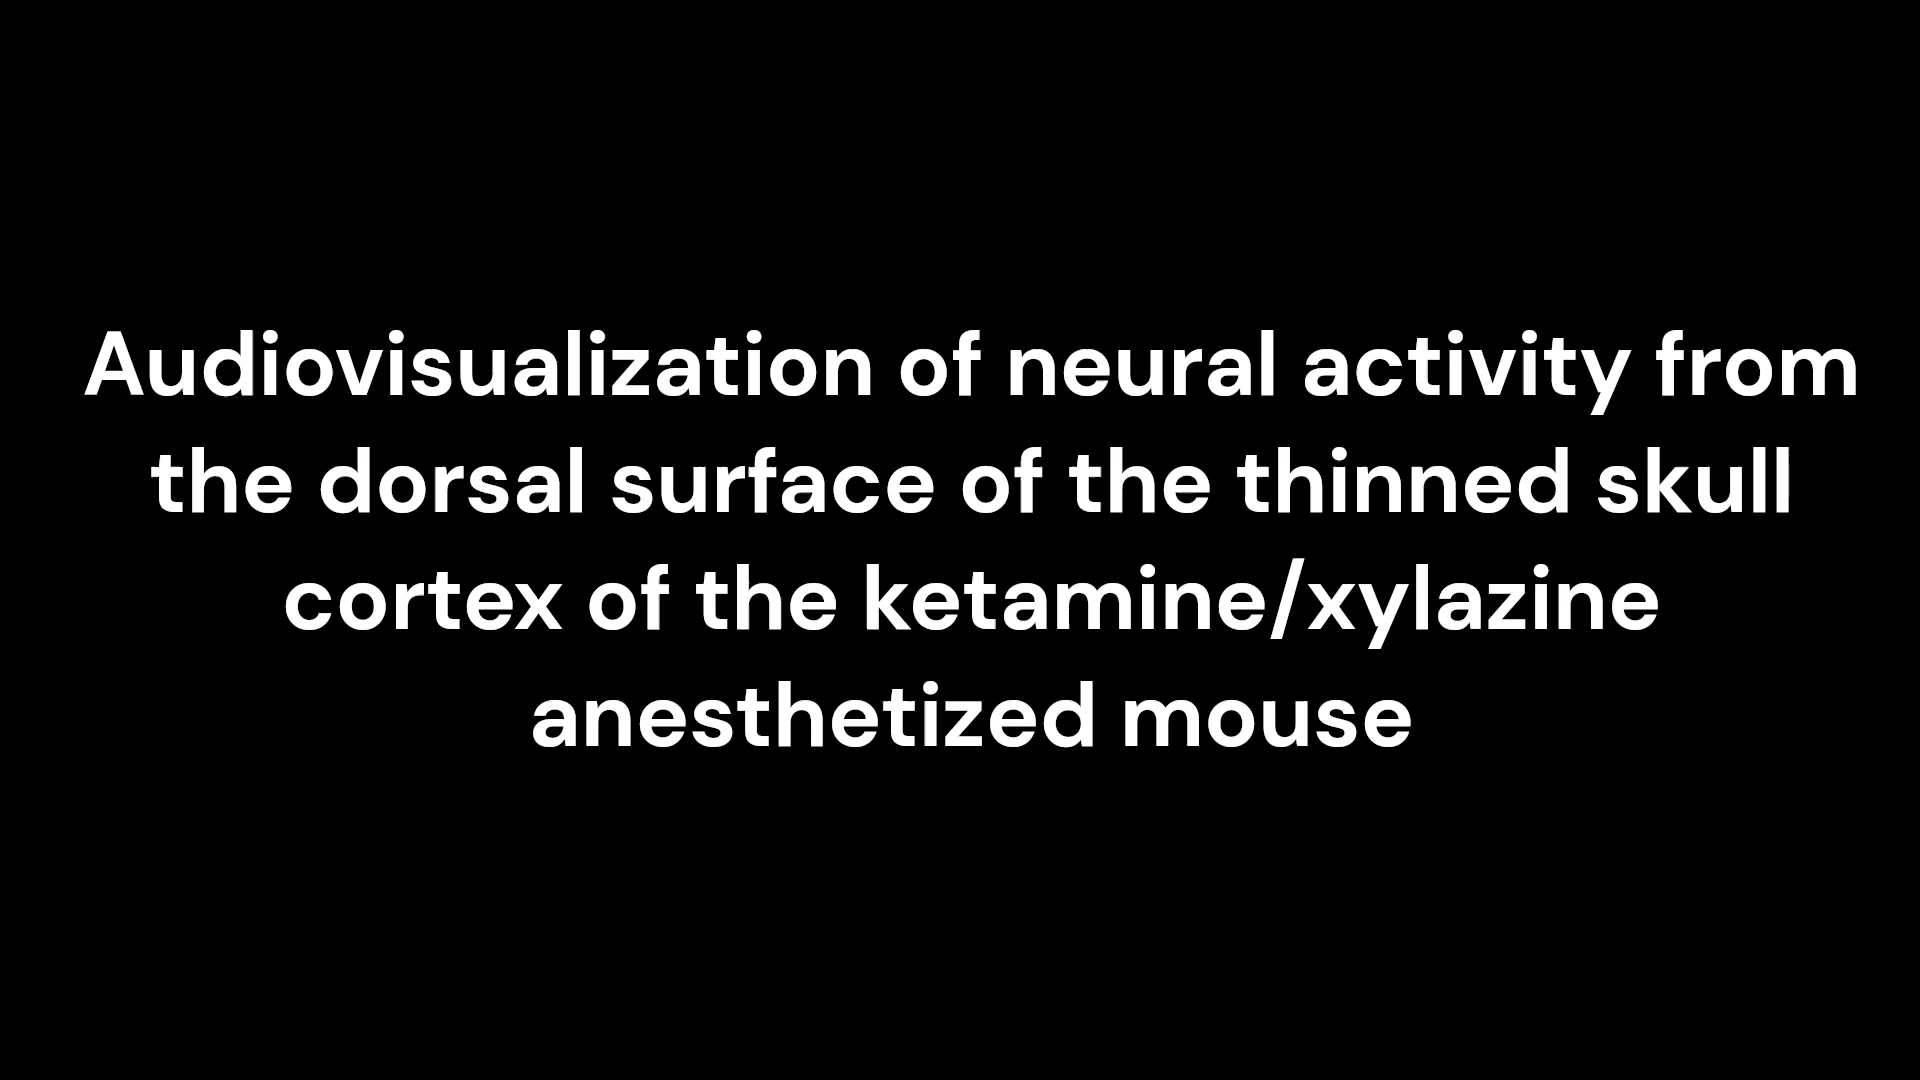 Audiovisualization of neural activity from
the dorsal surface of the thinned skull
cortex of the ketamine/xylazine
anesthetized mouse